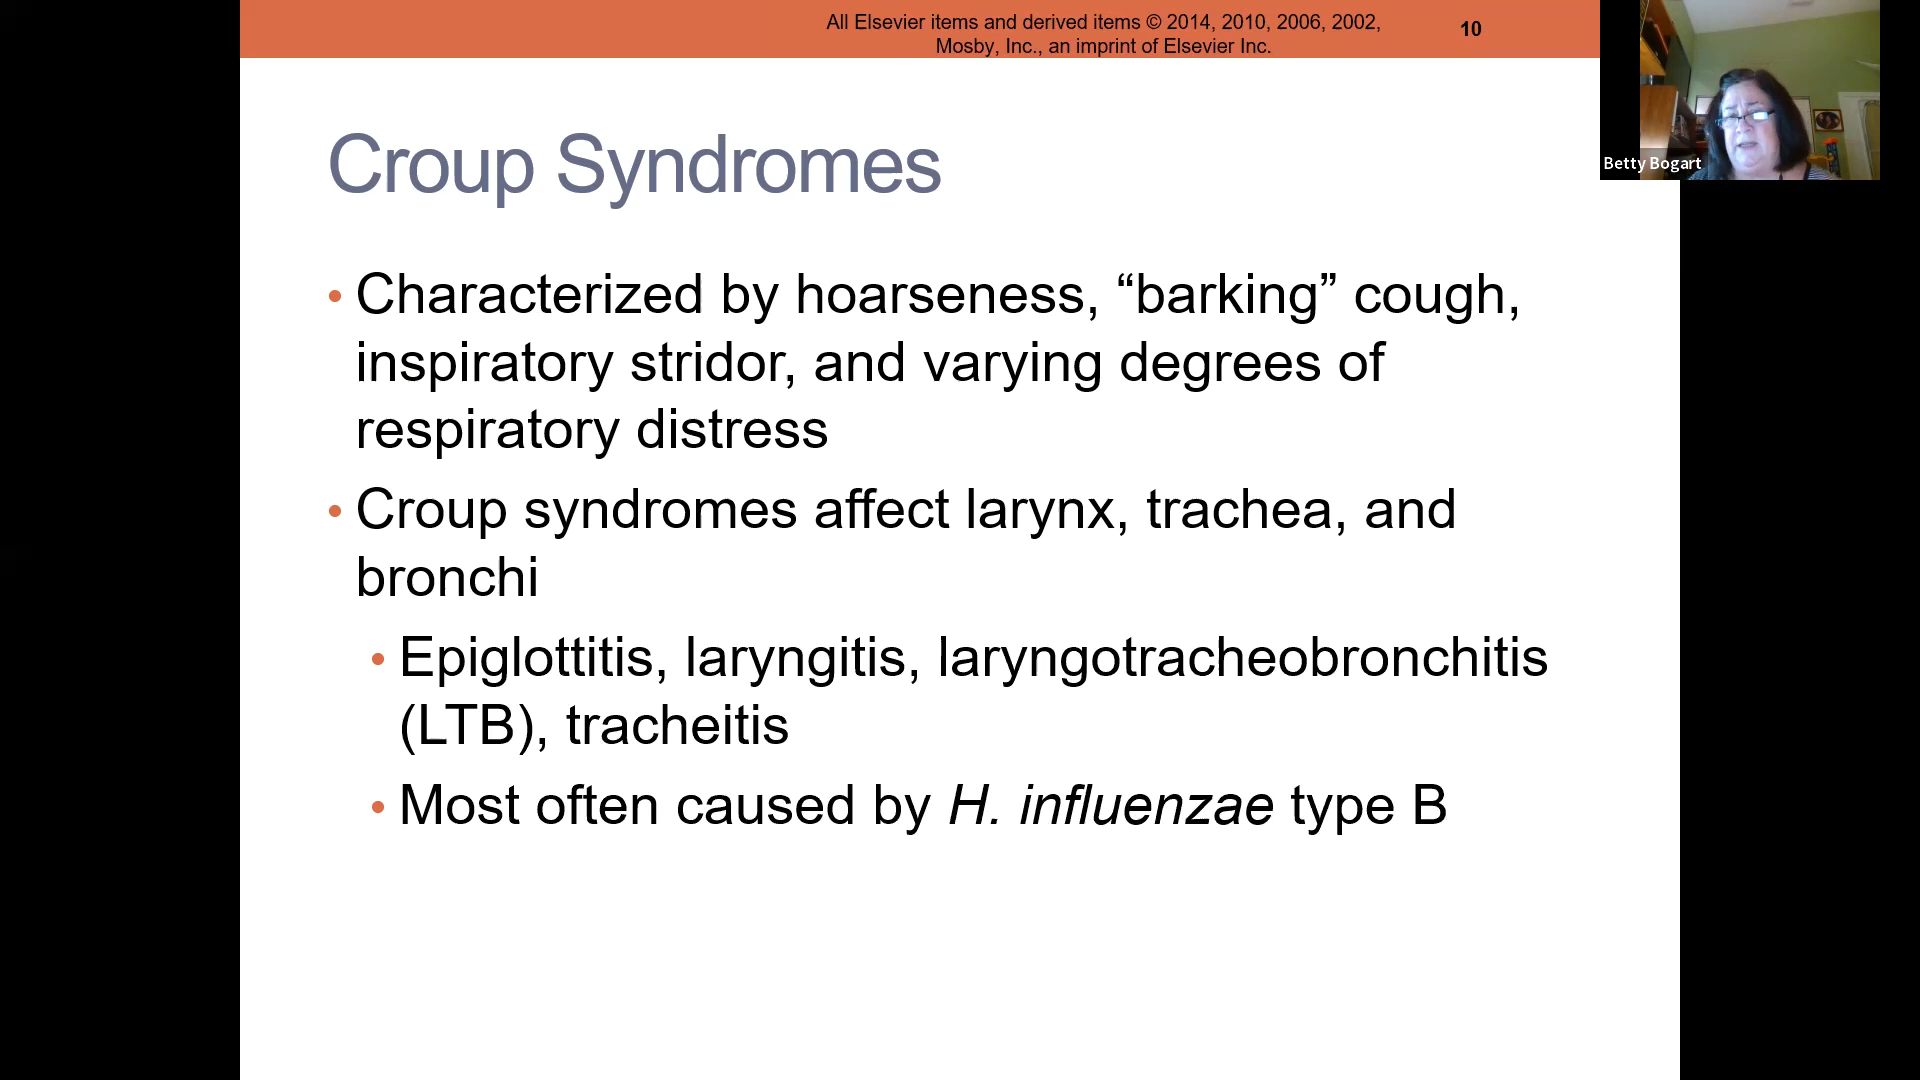 All Elsevier items and derived items © 2014, 2010, 2006, 2002,
Mosby, Inc., an imprint of Elsevier Inc.
10
Betty Bogart
Croup Syndromes
• Characterized by hoarseness, “barking” cough,
inspiratory stridor, and varying degrees of
respiratory distress
• Croup syndromes affect larynx, trachea, and
bronchi
• Epiglottitis, laryngitis, laryngotracheobronchitis
(LTB), tracheitis
• Most often caused by H. influenzae type B